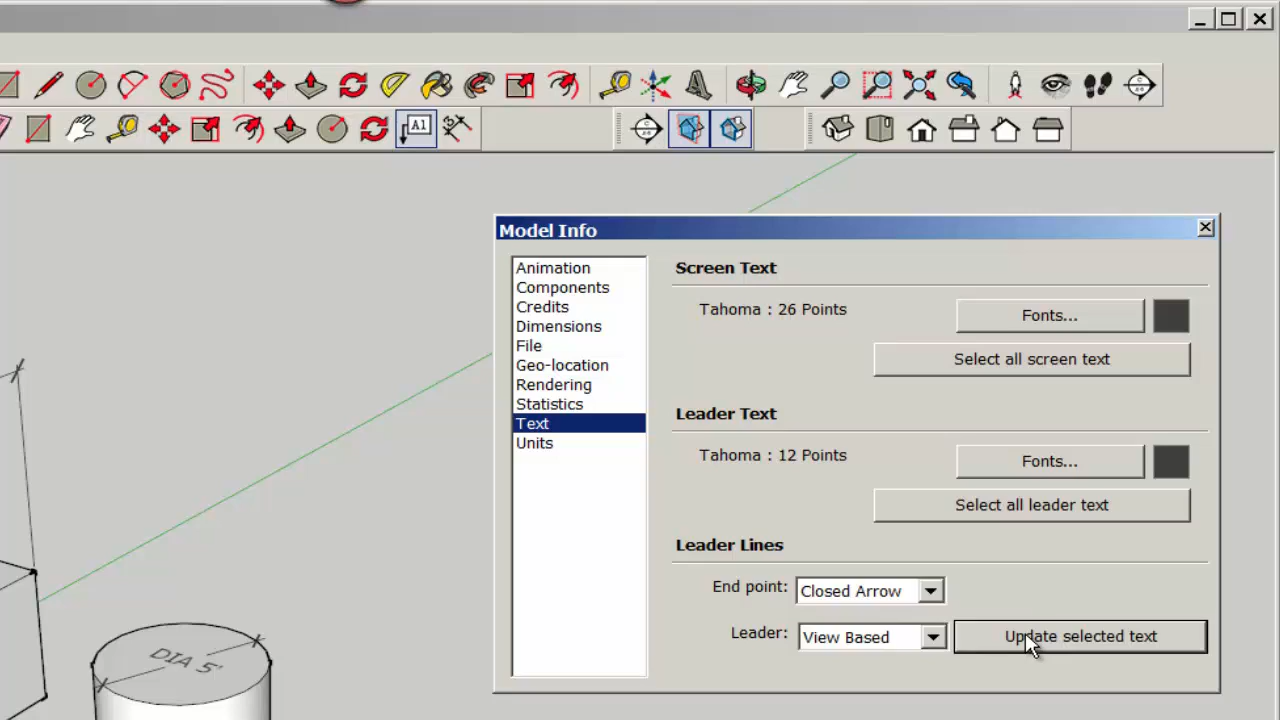 A1
Model Info
Animation
Components
Credits
Dimensions
File
Geo-location
Rendering
Statistics
Text
Units
Screen Text
Tahoma : 26 Points
Fonts...
Select all screen text
Leader Text
Tahoma : 12 Points
Fonts...
Select all leader text
Leader Lines
End point: Closed Arrow
Leader: View Based
Update selected text
DIA 5'